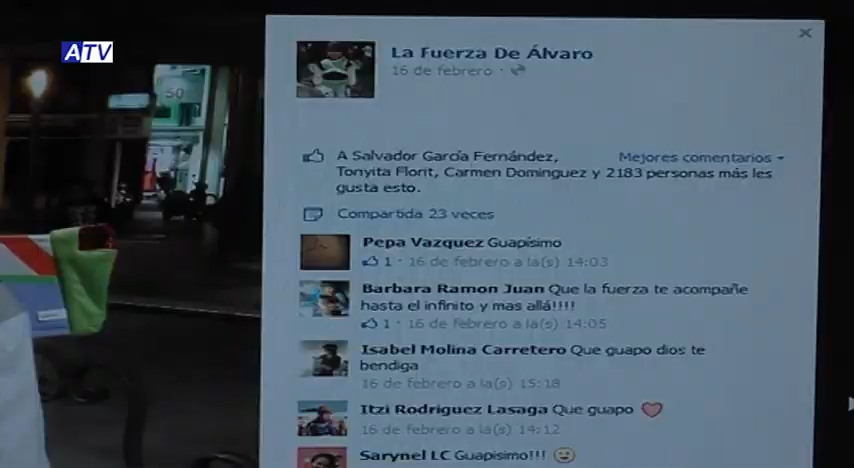 ATV
50
La Fuerza De Álvaro
16 de febrero ·
A Salvador García Fernández,
Mejores comentarios
Tonyita Florit, Carmen Dominguez y 2183 personas más les
gusta esto.
Compartida 23 veces
Pepa Vazquez Guapísimo
1 · 16 de febrero a la(s) 14:03
Barbara Ramon Juan Que la fuerza te acompañe
hasta el infinito y mas allá!!!!
1 · 16 de febrero a la(s) 14:05
Isabel Molina Carretero Que guapo dios te
bendiga
16 de febrero a la(s) 15:18
Itzi Rodriguez Lasaga Que guapo ❤
16 de febrero a la(s) 14:12
Sarynel LC Guapisimo!!! 🙂